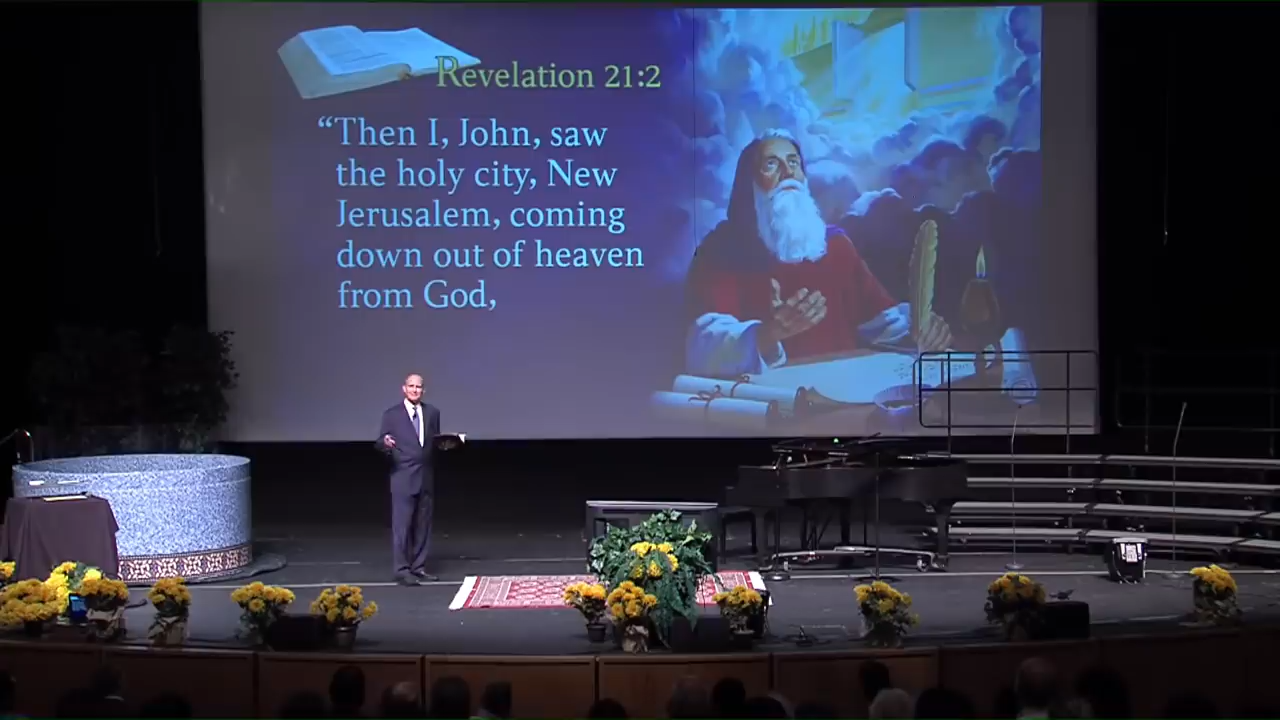 Revelation 21:2
“Then I, John, saw
the holy city, New
Jerusalem, coming
down out of heaven
from God,